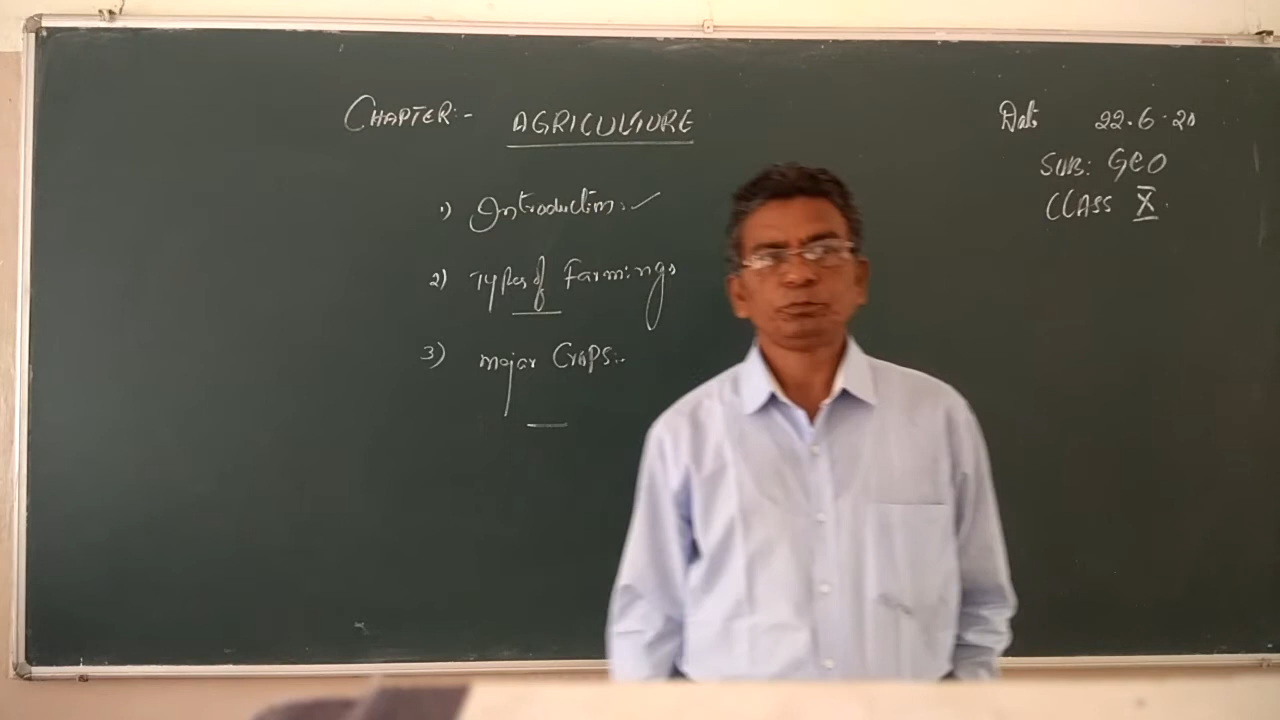 CHAPTER:- AGRICULTURE
Date 22.6.20
SUB: GEO
CLASS X.
1) Introduction:- ✓
2) Types of Farmings
3) major Crops:-